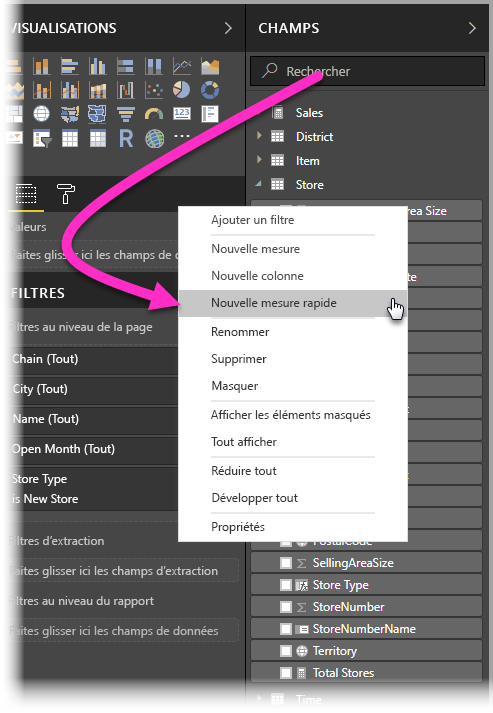 VISUALISATIONS
CHAMPS
Rechercher
Sales
District
Item
Store
Area Size
R
123
Valeurs
Faites glisser ici les champs de
FILTRES
Filtres au niveau de la page
Chain (Tout)
City (Tout)
Name (Tout)
Open Month (Tout)
Store Type
is New Store
Filtres d'extraction
Faites glisser ici les champs d'extraction
Filtres au niveau du rapport
Faites glisser ici les champs de données
Ajouter un filtre
Nouvelle mesure
Nouvelle colonne
Nouvelle mesure rapide
Renommer
Supprimer
Masquer
Afficher les éléments masqués
Tout afficher
Réduire tout
Développer tout
Propriétés
PostalCode
SellingAreaSize
Store Type
StoreNumber
StoreNumberName
Territory
Total Stores
Time